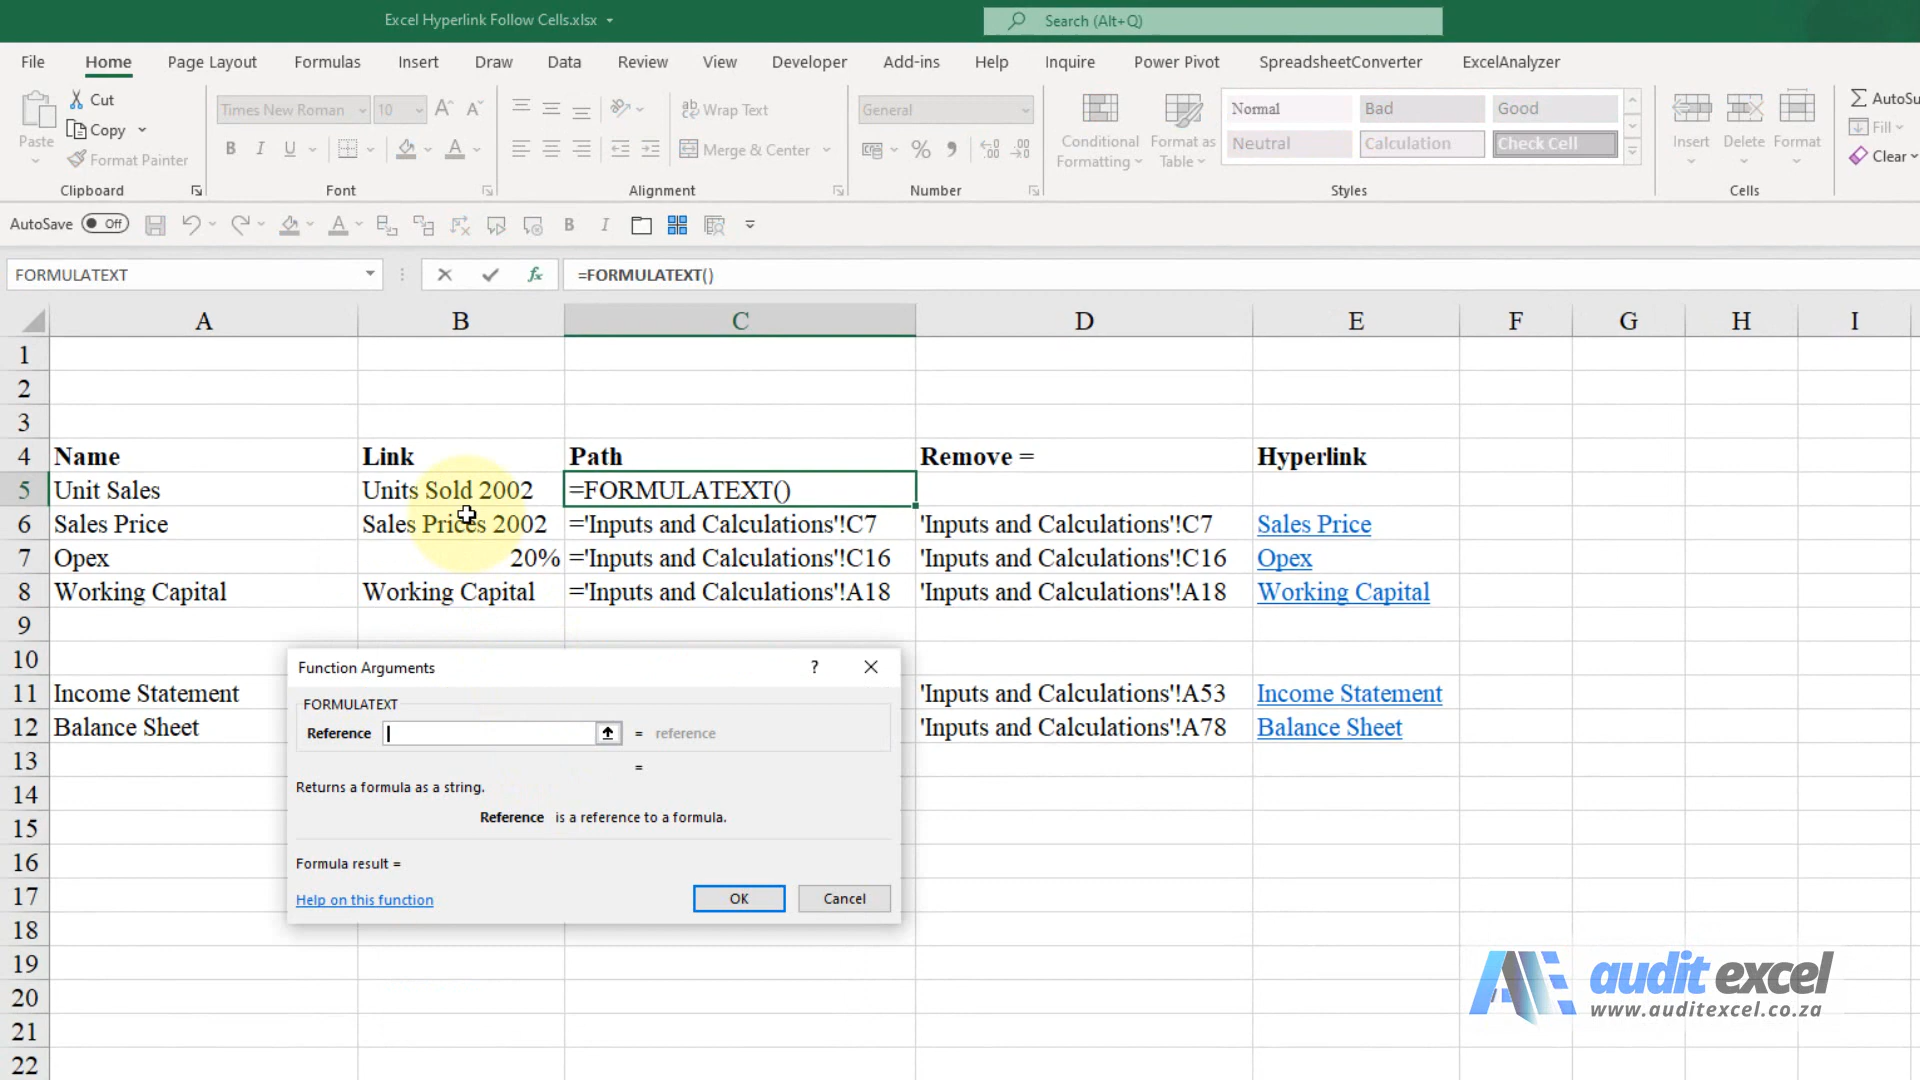 Excel Hyperlink Follow Cells.xlsx
Search (Alt+Q)
File Home Page Layout Formulas Insert Draw Data Review View Developer Add-ins Help Inquire Power Pivot SpreadsheetConverter ExcelAnalyzer
Paste
Cut
Copy
Format Painter
Clipboard
Times New Roman 10
B I U
Font
Wrap Text
Merge & Center
Alignment
General
Number
Conditional Formatting
Format as Table
Normal Bad Good
Neutral Calculation Check Cell
Styles
Insert Delete Format
Cells
AutoSu
Fill
Clear
AutoSave Off
B I
FORMULATEXT
fx
=FORMULATEXT()
A B C D E F G H I
1
2
3
4 Name Link Path Remove = Hyperlink
5 Unit Sales Units Sold 2002 =FORMULATEXT()
6 Sales Price Sales Prices 2002 ='Inputs and Calculations'!C7 'Inputs and Calculations'!C7 Sales Price
7 Opex 20% ='Inputs and Calculations'!C16 'Inputs and Calculations'!C16 Opex
8 Working Capital Working Capital ='Inputs and Calculations'!A18 'Inputs and Calculations'!A18 Working Capital
9
10
11 Income Statement 'Inputs and Calculations'!A53 Income Statement
12 Balance Sheet 'Inputs and Calculations'!A78 Balance Sheet
13
14
15
16
17
18
19
20
21
22
Function Arguments ?
FORMULATEXT
Reference = reference
=
Returns a formula as a string.
Reference is a reference to a formula.
Formula result =
Help on this function
OK Cancel
AE audit excel
www.auditexcel.co.za